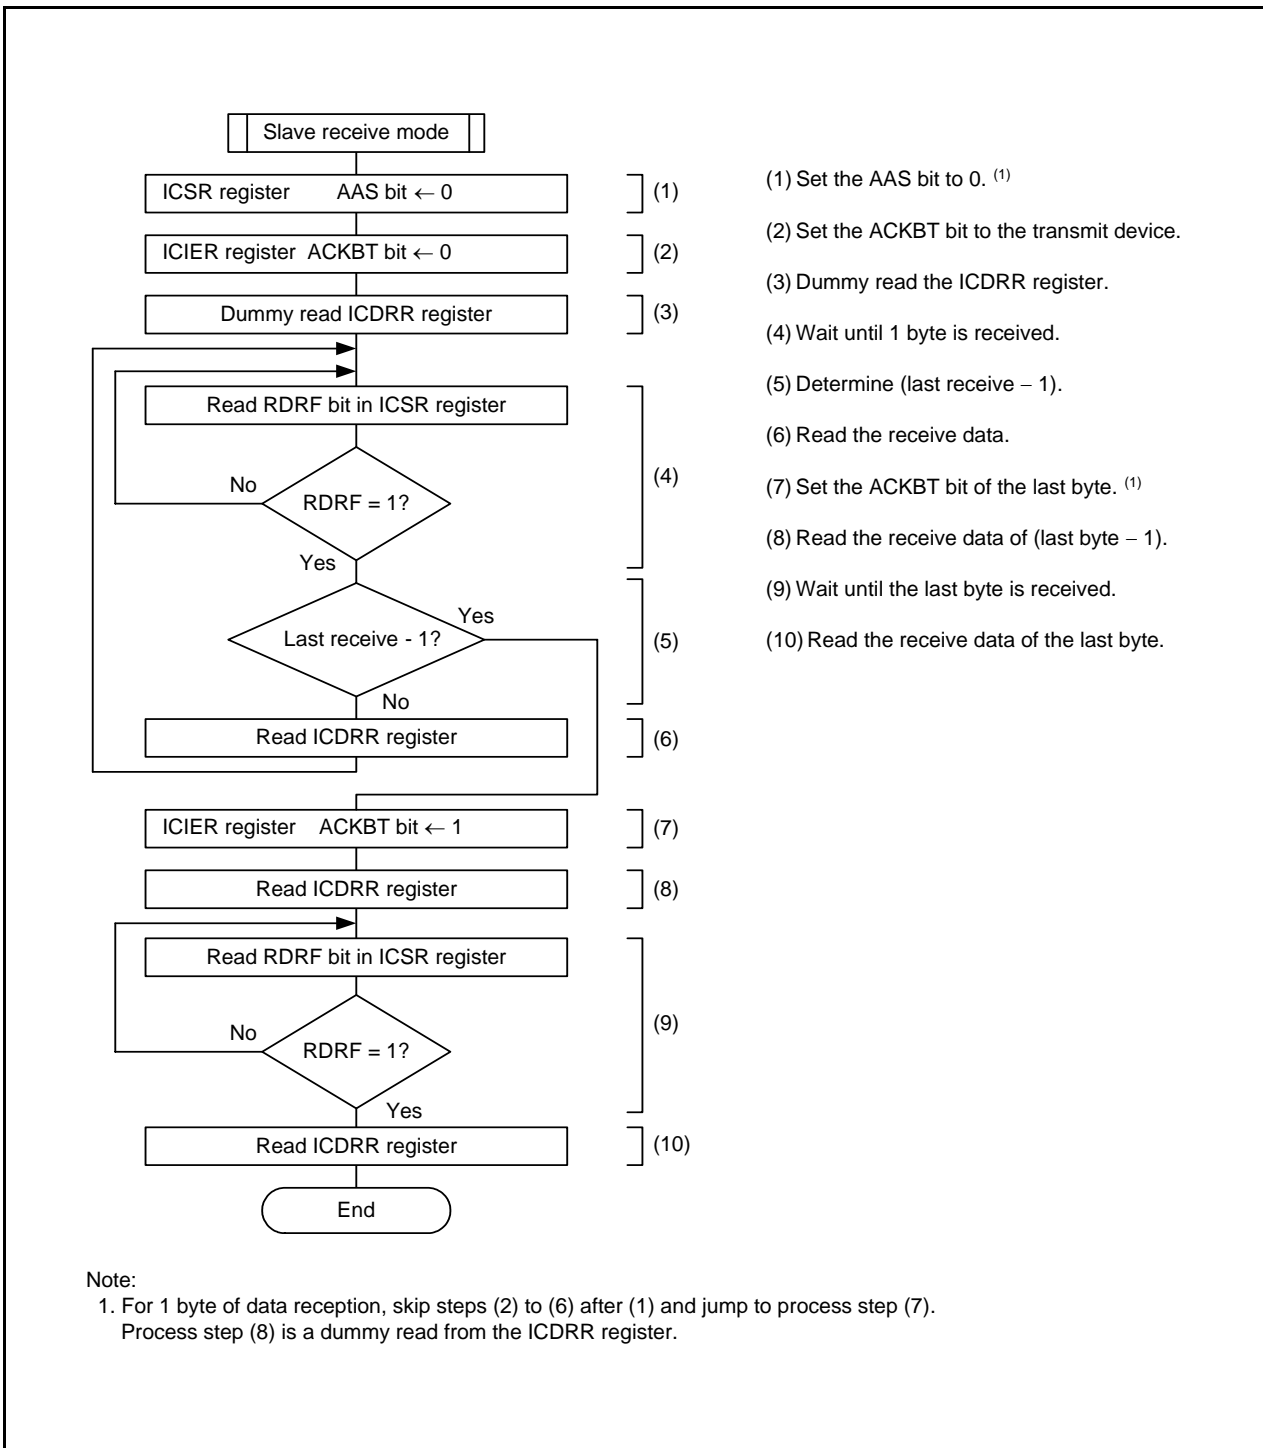 Slave receive mode
ICSR register AAS bit ← 0
(1)
ICIER register ACKBT bit ← 0
(2)
Dummy read ICDRR register
(3)
Read RDRF bit in ICSR register
RDRF = 1?
No
Yes
(4)
Last receive - 1?
Yes
No
(5)
Read ICDRR register
(6)
ICIER register ACKBT bit ← 1
(7)
Read ICDRR register
(8)
Read RDRF bit in ICSR register
RDRF = 1?
No
Yes
(9)
Read ICDRR register
(10)
End
(1) Set the AAS bit to 0. (1)
(2) Set the ACKBT bit to the transmit device.
(3) Dummy read the ICDRR register.
(4) Wait until 1 byte is received.
(5) Determine (last receive – 1).
(6) Read the receive data.
(7) Set the ACKBT bit of the last byte. (1)
(8) Read the receive data of (last byte – 1).
(9) Wait until the last byte is received.
(10) Read the receive data of the last byte.
Note:
1. For 1 byte of data reception, skip steps (2) to (6) after (1) and jump to process step (7).
Process step (8) is a dummy read from the ICDRR register.